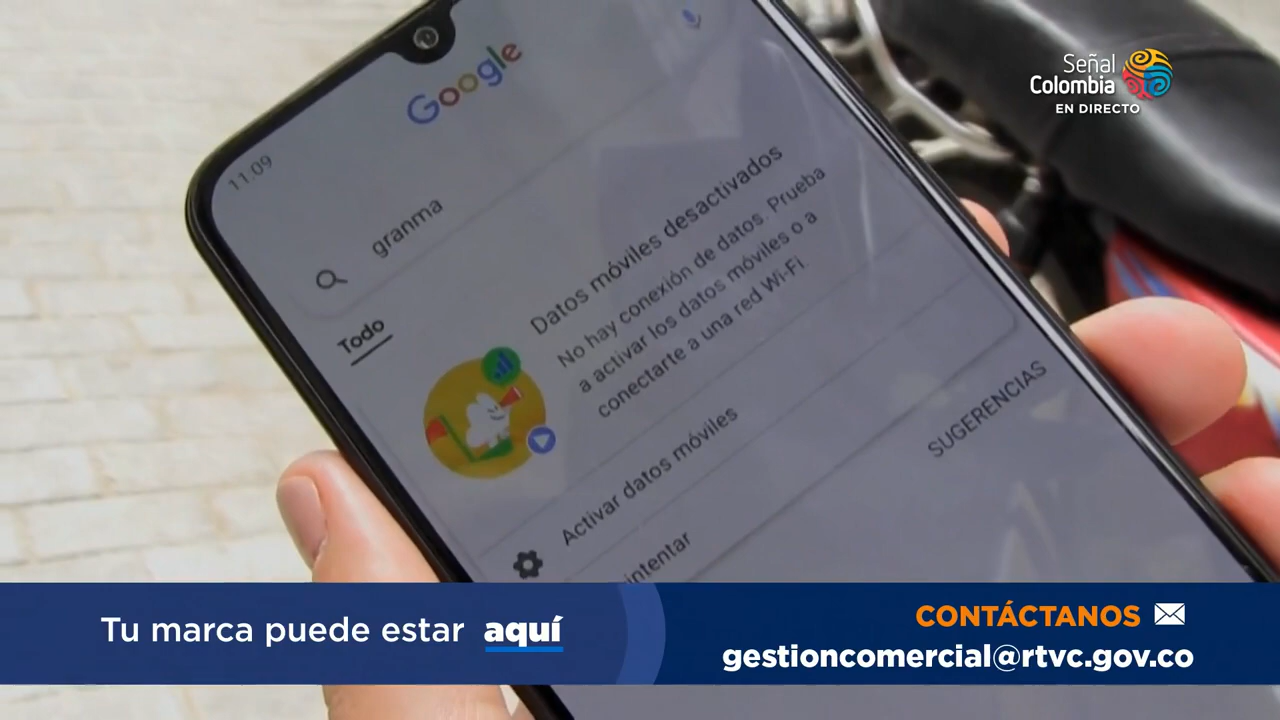 Señal
Colombia
EN DIRECTO
Google
11:09
granma
Todo
Datos móviles desactivados
No hay conexión de datos. Prueba
a activar los datos móviles o a
conectarte a una red Wi-Fi.
Activar datos móviles
intentar
SUGERENCIAS
Tu marca puede estar aquí
CONTÁCTANOS
gestioncomercial@rtvc.gov.co